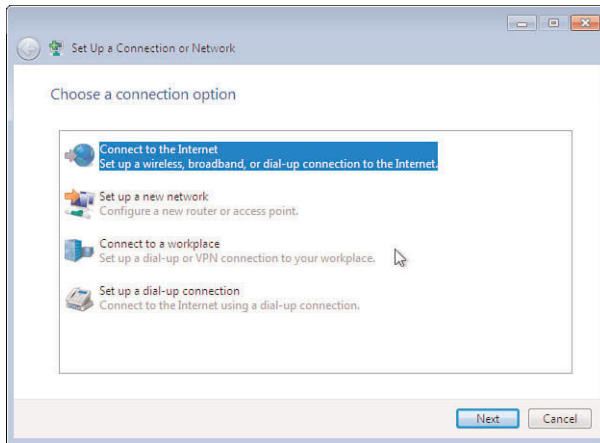 Set Up a Connection or Network
Choose a connection option
Connect to the Internet
Set up a wireless, broadband, or dial-up connection to the Internet.
Set up a new network
Configure a new router or access point.
Connect to a workplace
Set up a dial-up or VPN connection to your workplace.
Set up a dial-up connection
Connect to the Internet using a dial-up connection.
Next Cancel